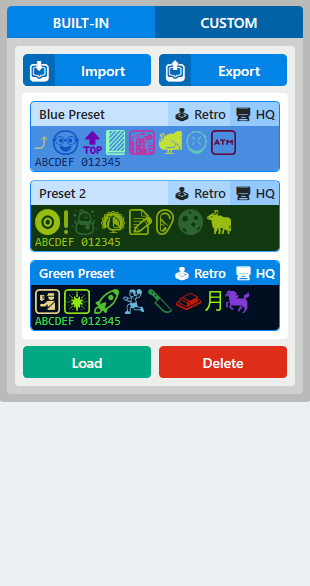 BUILT-IN CUSTOM
Import Export
Blue Preset Retro HQ
TOP ATM
ABCDEF 012345
Preset 2 Retro HQ
ABCDEF 012345
Green Preset Retro HQ
月
ABCDEF 012345
Load Delete